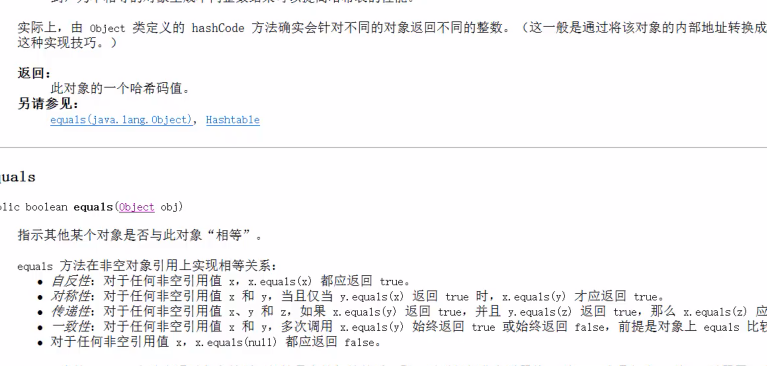 实际上，由 Object 类定义的 hashCode 方法确实会针对不同的对象返回不同的整数。（这一般是通过将该对象的内部地址转换成
这种实现技巧。）
返回：
此对象的一个哈希码值。
另请参见：
equals(java.lang.Object), Hashtable
uals
lic boolean equals(Object obj)
指示其他某个对象是否与此对象“相等”。
equals 方法在非空对象引用上实现相等关系：
• 自反性：对于任何非空引用值 x，x.equals(x) 都应返回 true。
• 对称性：对于任何非空引用值 x 和 y，当且仅当 y.equals(x) 返回 true 时，x.equals(y) 才应返回 true。
• 传递性：对于任何非空引用值 x、y 和 z，如果 x.equals(y) 返回 true，并且 y.equals(z) 返回 true，那么 x.equals(z) 应
• 一致性：对于任何非空引用值 x 和 y，多次调用 x.equals(y) 始终返回 true 或始终返回 false，前提是对象上 equals 比较
• 对于任何非空引用值 x，x.equals(null) 都应返回 false。